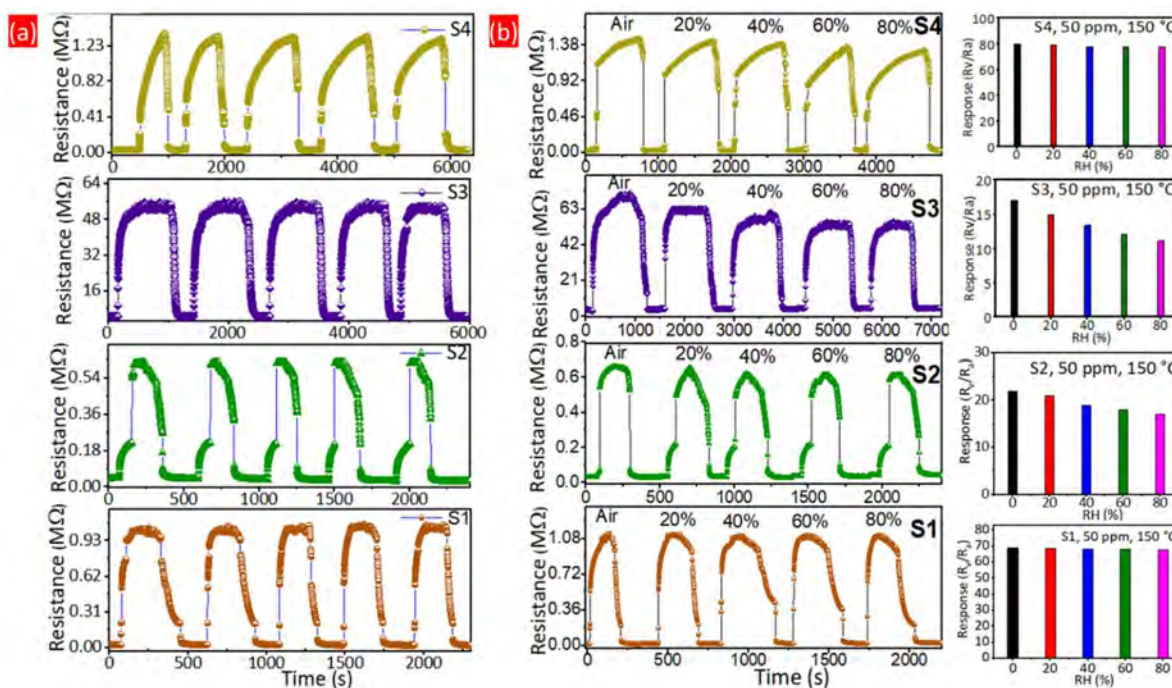 (a)
S4
Resistance (MΩ)
1.23
0.82
0.41
0.00
0 2000 4000 6000
S3
Resistance (MΩ)
64
48
32
16
0 2000 4000 6000
S2
Resistance (MΩ)
0.54
0.36
0.18
0.00
0 500 1000 1500 2000
S1
Resistance (MΩ)
0.93
0.62
0.31
0.00
0 500 1000 1500 2000
Time (s)
(b)
Air 20% 40% 60% 80% S4
Resistance (MΩ)
1.38
0.92
0.46
0.00
0 1000 2000 3000 4000
Air 20% 40% 60% 80%
S3
Resistance (MΩ)
63
42
21
0
0 1000 2000 3000 4000 5000 6000 7000
Air 20% 40% 60% 80%
S2
Resistance (MΩ)
0.8
0.6
0.4
0.2
0.0
0 500 1000 1500 2000
Air 20% 40% 60% 80%
S1
Resistance (MΩ)
1.08
0.72
0.36
0.00
0 500 1000 1500 2000
Time (s)
S4, 50 ppm, 150 °C
Response (Rv/Ra)
100
80
60
40
20
0
0 20 40 60 80
RH (%)
S3, 50 ppm, 150 °C
Response (Rv/Ra)
20
15
10
5
0
0 20 40 60 80
RH (%)
S2, 50 ppm, 150 °C
Response (Rv/Ra)
30
20
10
0
0 20 40 60 80
RH (%)
S1, 50 ppm, 150 °C
Response (Rv/Ra)
80
70
60
50
40
30
20
10
0
0 20 40 60 80
RH (%)